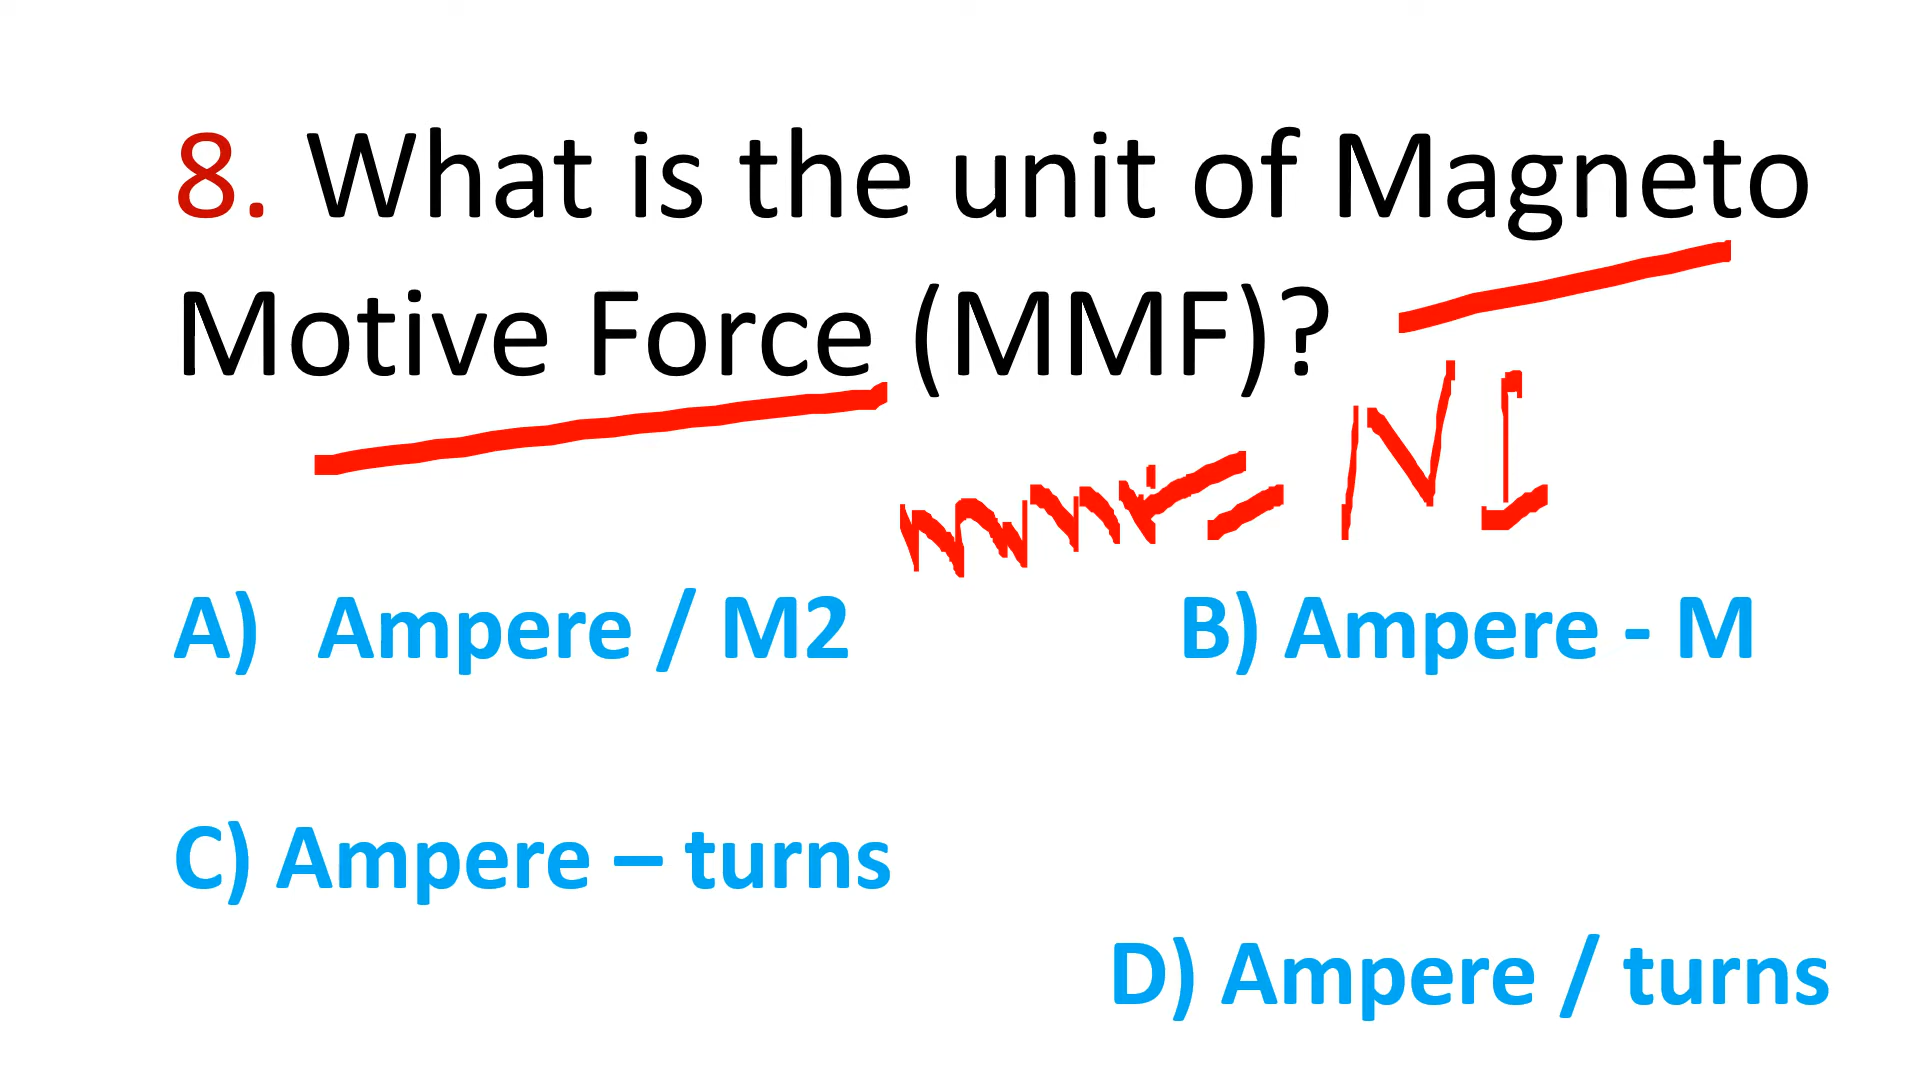 8. What is the unit of Magneto
Motive Force (MMF)?
mmf = NI
A) Ampere / M2
B) Ampere - M
C) Ampere – turns
D) Ampere / turns